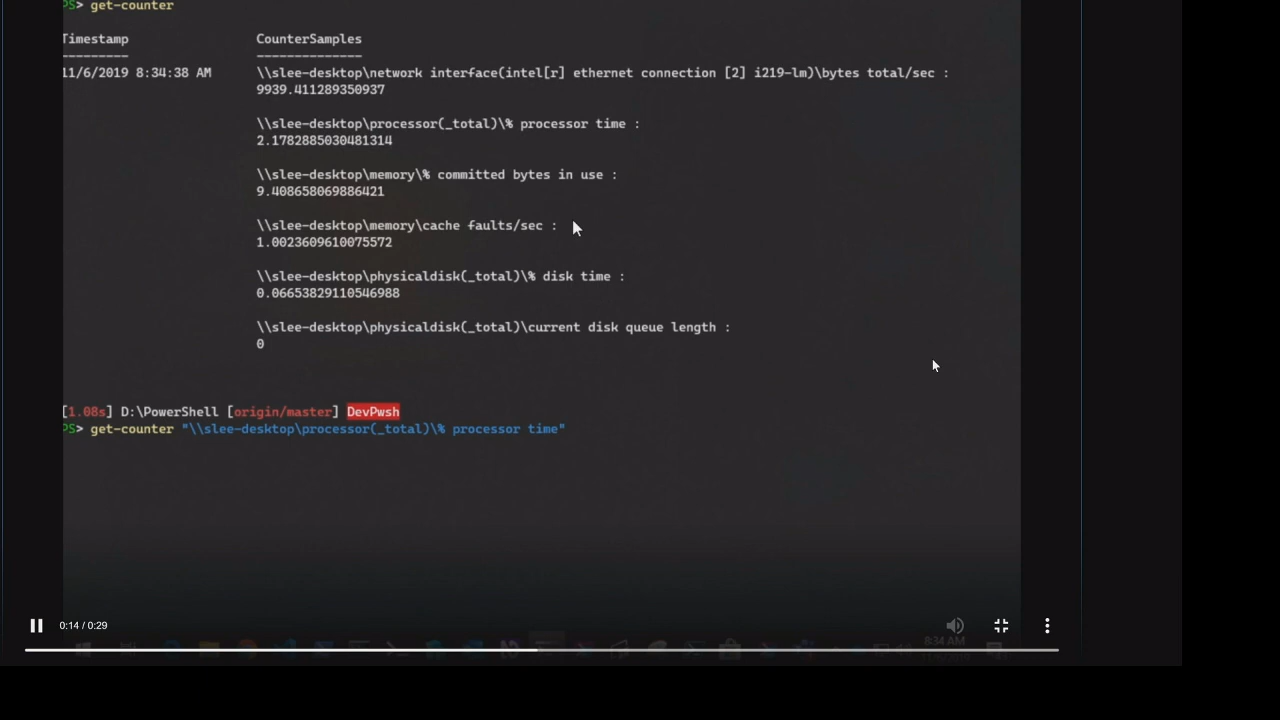 PS> get-counter
Timestamp CounterSamples
--------- --------------
11/6/2019 8:34:38 AM \\slee-desktop\network interface(intel[r] ethernet connection [2] i219-lm)\bytes total/sec :
9939.411289350937
\\slee-desktop\processor(_total)\% processor time :
2.1782885030481314
\\slee-desktop\memory\% committed bytes in use :
9.408658069886421
\\slee-desktop\memory\cache faults/sec :
1.0023609610075572
\\slee-desktop\physicaldisk(_total)\% disk time :
0.06653829110546988
\\slee-desktop\physicaldisk(_total)\current disk queue length :
0
[1.08s] D:\PowerShell [origin/master] DevPwsh
PS> get-counter "\\slee-desktop\processor(_total)\% processor time"
0:14 / 0:29
8:34 AM